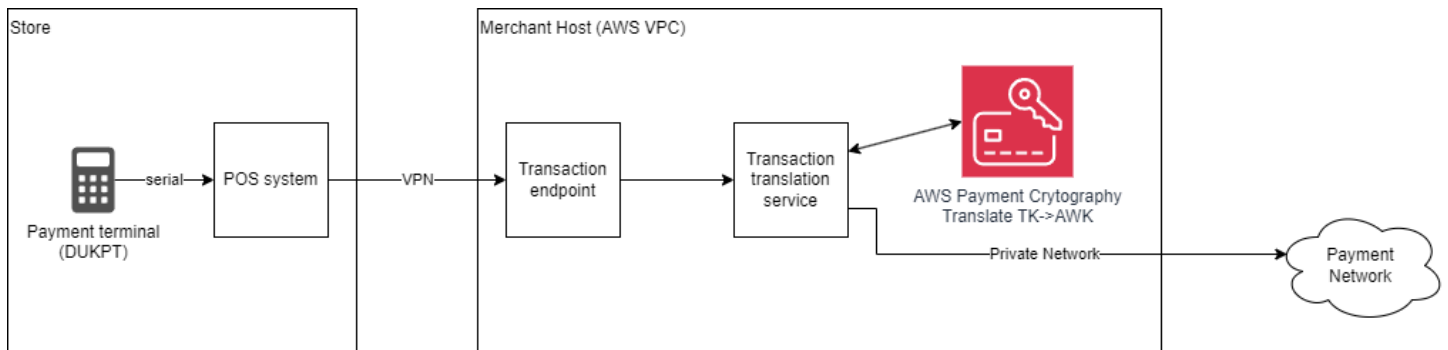 Store
Merchant Host (AWS VPC)
serial
POS system
VPN
Transaction
endpoint
Transaction
translation
service
AWS Payment Crytography
Translate TK->AWK
Payment terminal
(DUKPT)
Private Network
Payment
Network